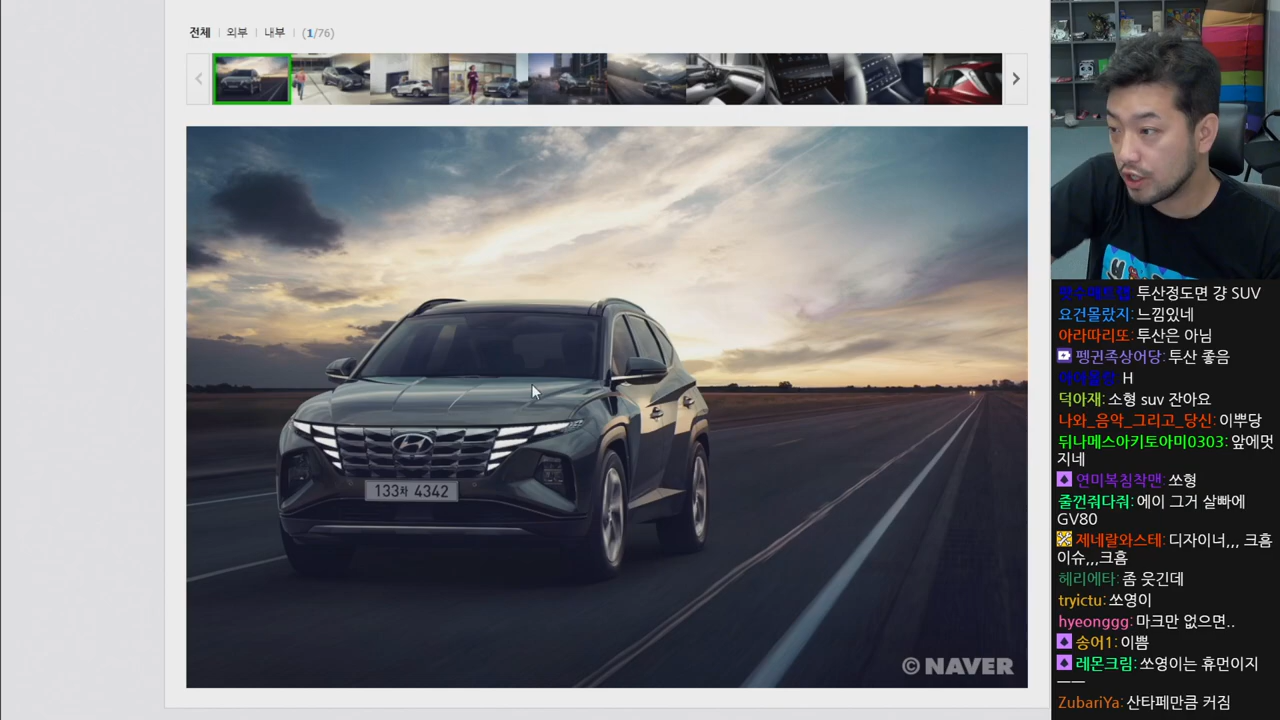 전체 | 외부 | 내부 | (1/76)
133차 4342
© NAVER
투산정도면 걍 SUV
요건몰랐지: 느낌있네
아라따리또: 투산은 아님
펭귄족상어당: 투산 좋음
H
덕아재: 소형 suv 잔아요
나와_음악_그리고_당신: 이뿌당
뒤나메스아키토아미0303: 앞에멋
지네
연미복침착맨: 쏘형
줄껀줘다줘: 에이 그거 살빠에
GV80
제네랄와스테: 디자이너,,, 크흠
이슈,,,크흠
헤리에타: 좀 웃긴데
tryictu: 쏘영이
hyeonggg: 마크만 없으면..
송어1: 이쁨
레몬크림: 쏘영이는 휴먼이지
ㅡㅡ
ZubariYa: 산타페만큼 커짐